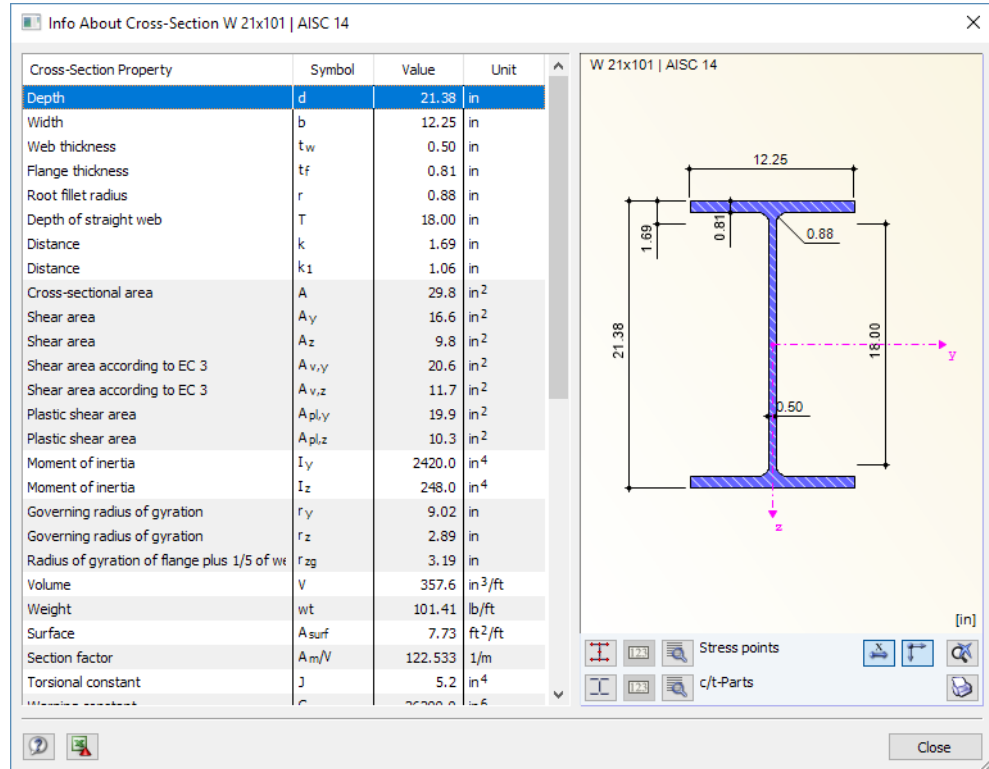 Info About Cross-Section W 21x101 | AISC 14
Cross-Section Property Symbol Value Unit
Depth d 21.38 in
Width b 12.25 in
Web thickness tw 0.50 in
Flange thickness tf 0.81 in
Root fillet radius r 0.88 in
Depth of straight web T 18.00 in
Distance k 1.69 in
Distance k1 1.06 in
Cross-sectional area A 29.8 in2
Shear area Ay 16.6 in2
Shear area Az 9.8 in2
Shear area according to EC 3 Av,y 20.6 in2
Shear area according to EC 3 Av,z 11.7 in2
Plastic shear area Apl,y 19.9 in2
Plastic shear area Apl,z 10.3 in2
Moment of inertia Iy 2420.0 in4
Moment of inertia Iz 248.0 in4
Governing radius of gyration ry 9.02 in
Governing radius of gyration rz 2.89 in
Radius of gyration of flange plus 1/5 of we rzg 3.19 in
Volume V 357.6 in3/ft
Weight wt 101.41 lb/ft
Surface Asurf 7.73 ft2/ft
Section factor Am/V 122.533 1/m
Torsional constant J 5.2 in4
W 21x101 | AISC 14
12.25
1.69
0.81
0.88
21.38
18.00
y
0.50
z
[in]
Stress points
c/t-Parts
Close